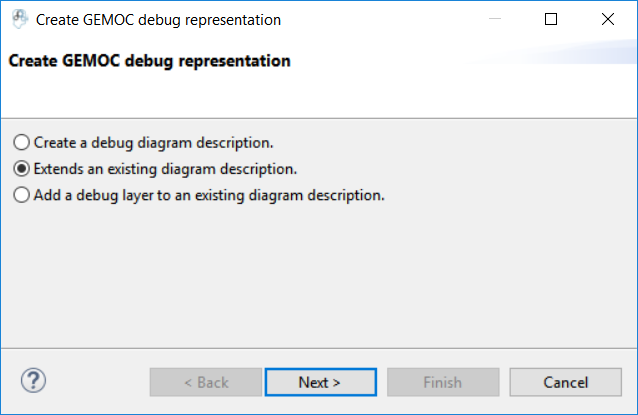 Create GEMOC debug representation
Create GEMOC debug representation
Create a debug diagram description.
Extends an existing diagram description.
Add a debug layer to an existing diagram description.
?
< Back
Next >
Finish
Cancel